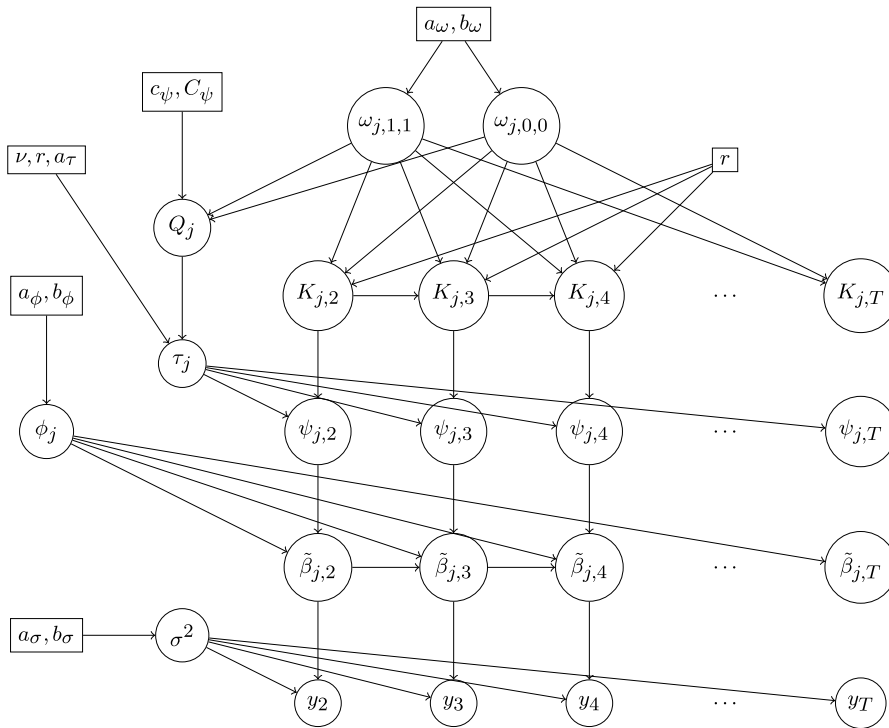 a_ω, b_ω
c_ψ, C_ψ
ω_{j,1,1} ω_{j,0,0}
ν, r, a_τ r
Q_j
a_ϕ, b_ϕ K_{j,2} K_{j,3} K_{j,4} … K_{j,T}
τ_j
ϕ_j ψ_{j,2} ψ_{j,3} ψ_{j,4} … ψ_{j,T}
β̃_{j,2} β̃_{j,3} β̃_{j,4} … β̃_{j,T}
a_σ, b_σ σ²
y_2 y_3 y_4 … y_T